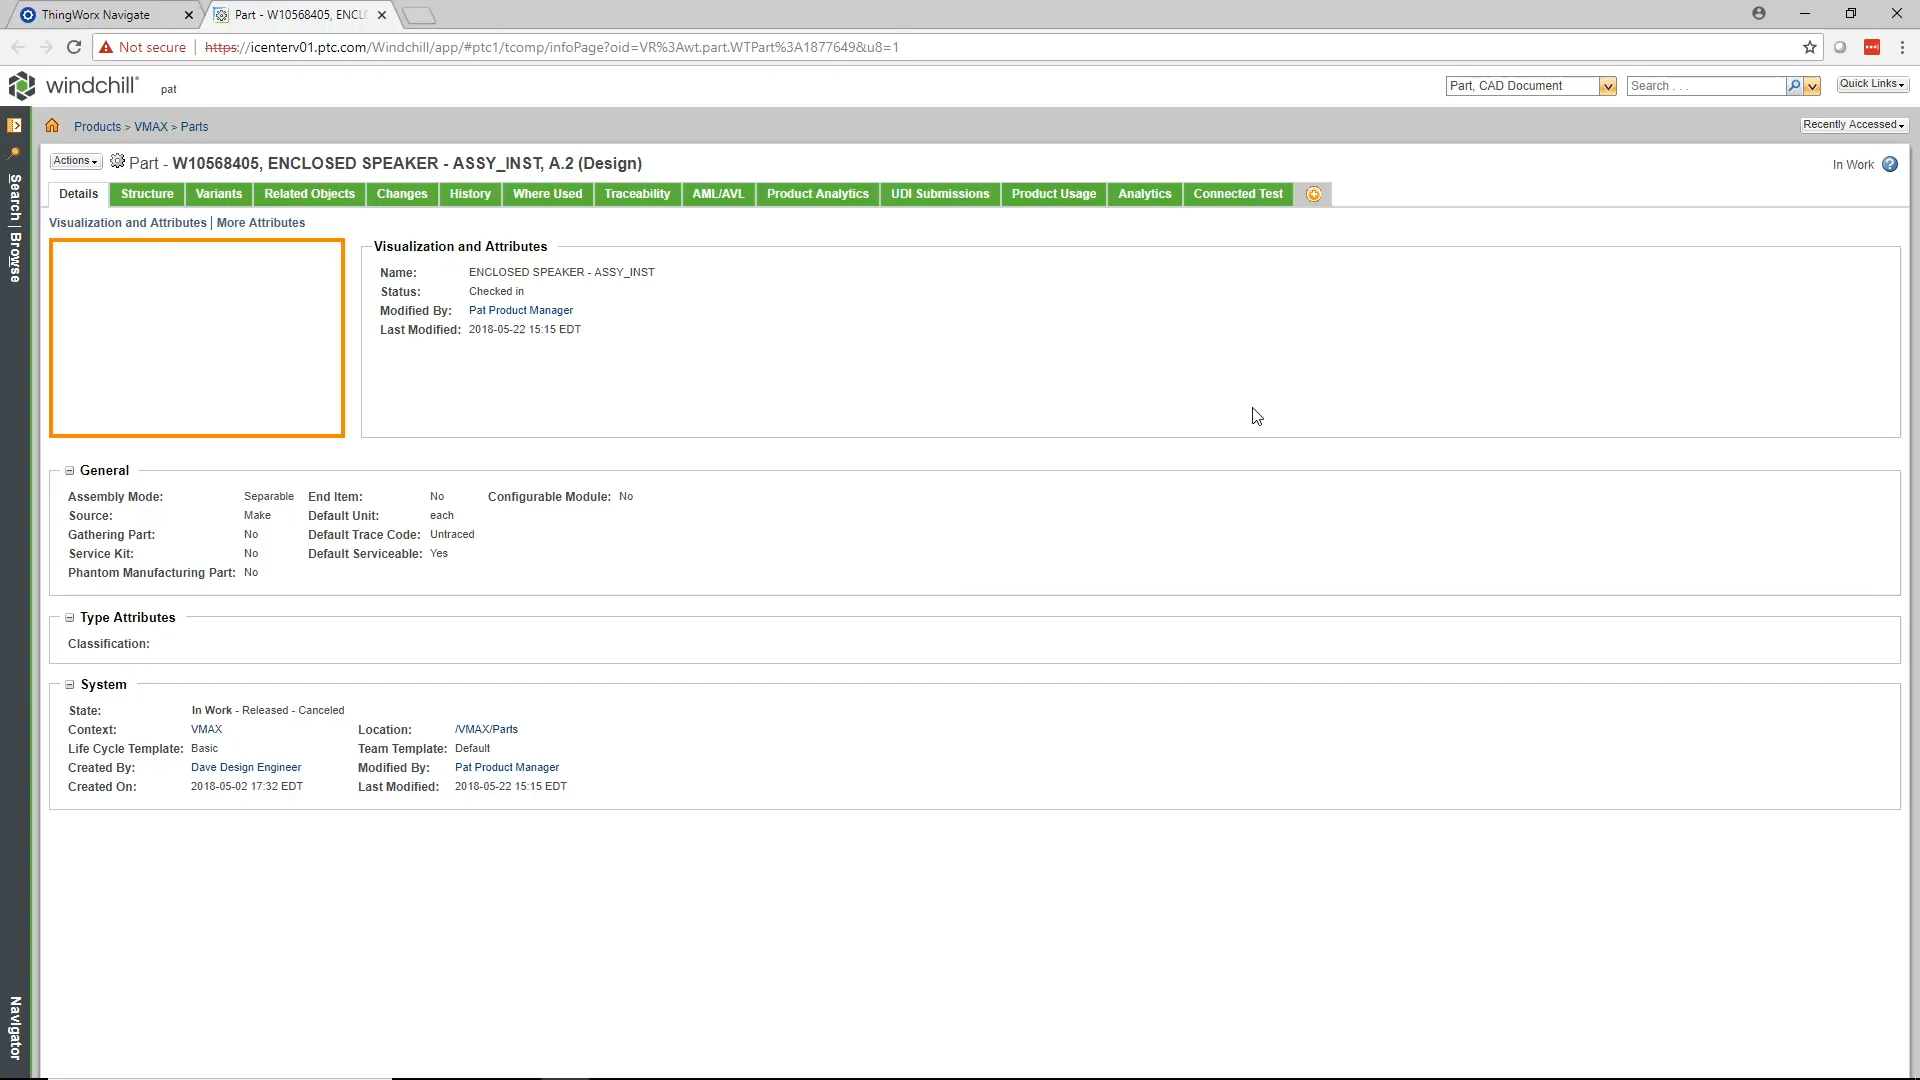 ThingWorx Navigate
Part - W10568405, ENCL
Not secure | https://icenterv01.ptc.com/Windchill/app/#ptc1/tcomp/infoPage?oid=VR%3Awt.part.WTPart%3A1877649&u8=1
windchill® pat
Part, CAD Document
Search . . .
Quick Links
Products > VMAX > Parts
Recently Accessed
Actions
Part - W10568405, ENCLOSED SPEAKER - ASSY_INST, A.2 (Design)
In Work
Details Structure Variants Related Objects Changes History Where Used Traceability AML/AVL Product Analytics UDI Submissions Product Usage Analytics Connected Test
Search | Browse
Visualization and Attributes | More Attributes
Visualization and Attributes
Name: ENCLOSED SPEAKER - ASSY_INST
Status: Checked in
Modified By: Pat Product Manager
Last Modified: 2018-05-22 15:15 EDT
General
Assembly Mode: Separable End Item: No Configurable Module: No
Source: Make Default Unit: each
Gathering Part: No Default Trace Code: Untraced
Service Kit: No Default Serviceable: Yes
Phantom Manufacturing Part: No
Type Attributes
Classification:
System
State: In Work - Released - Canceled
Context: VMAX Location: /VMAX/Parts
Life Cycle Template: Basic Team Template: Default
Created By: Dave Design Engineer Modified By: Pat Product Manager
Created On: 2018-05-02 17:32 EDT Last Modified: 2018-05-22 15:15 EDT
Navigator